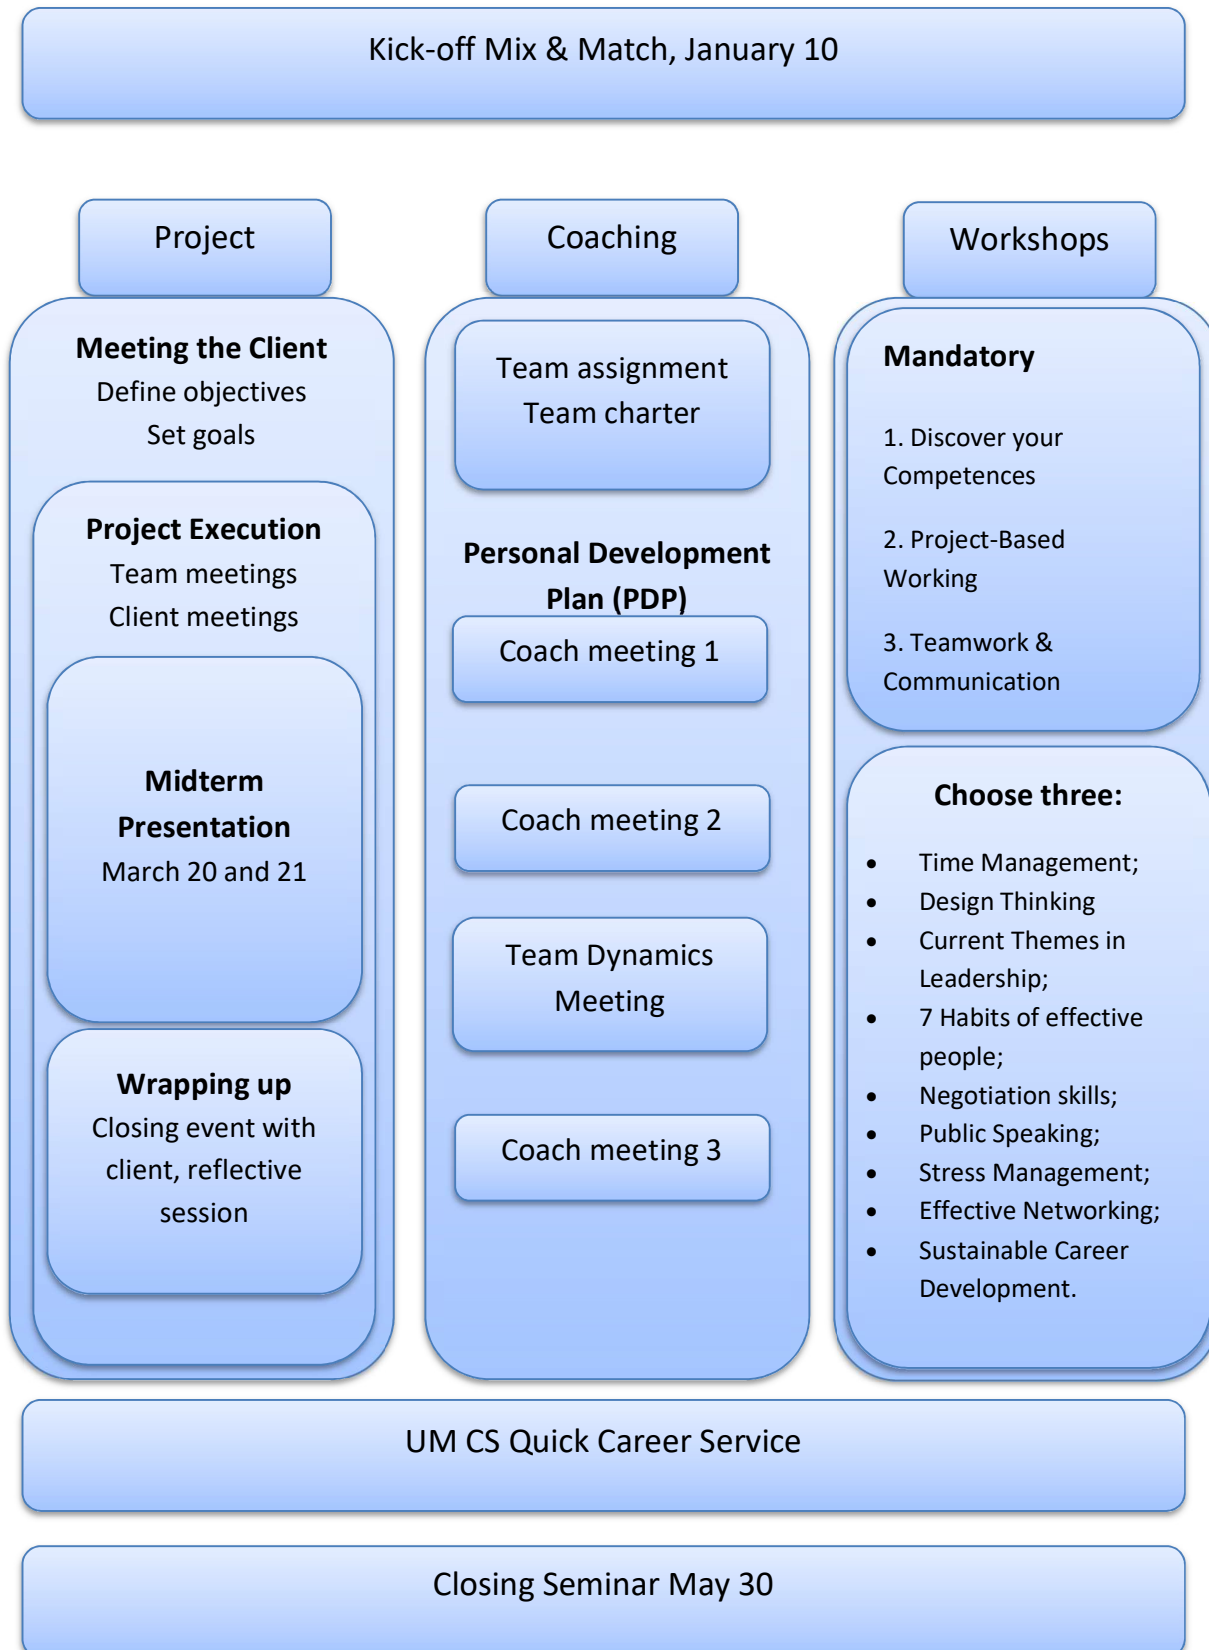 Kick-off Mix & Match, January 10
Project
Meeting the Client
Define objectives
Set goals
Project Execution
Team meetings
Client meetings
Midterm
Presentation
March 20 and 21
Wrapping up
Closing event with
client, reflective
session
Coaching
Team assignment
Team charter
Personal Development
Plan (PDP)
Coach meeting 1
Coach meeting 2
Team Dynamics
Meeting
Coach meeting 3
Workshops
Mandatory
1. Discover your
Competences
2. Project-Based
Working
3. Teamwork &
Communication
Choose three:
• Time Management;
• Design Thinking
• Current Themes in
Leadership;
• 7 Habits of effective
people;
• Negotiation skills;
• Public Speaking;
• Stress Management;
• Effective Networking;
• Sustainable Career
Development.
UM CS Quick Career Service
Closing Seminar May 30